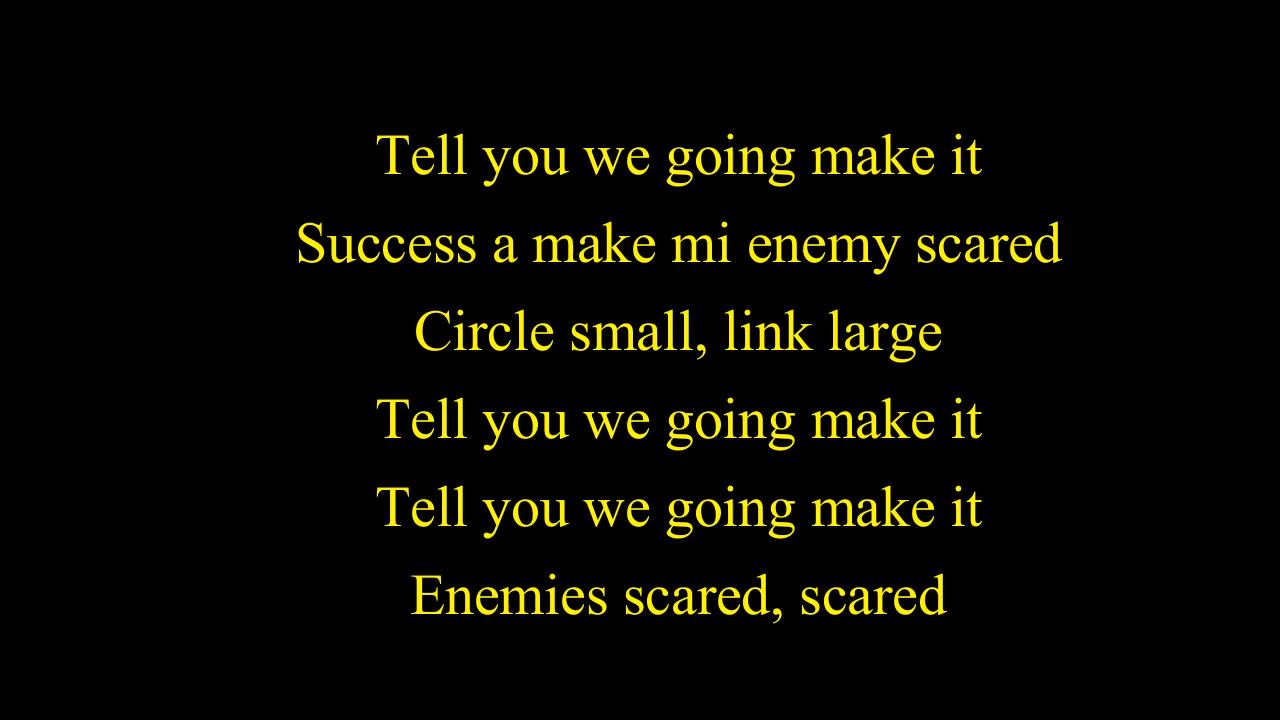 Tell you we going make it
Success a make mi enemy scared
Circle small, link large
Tell you we going make it
Tell you we going make it
Enemies scared, scared